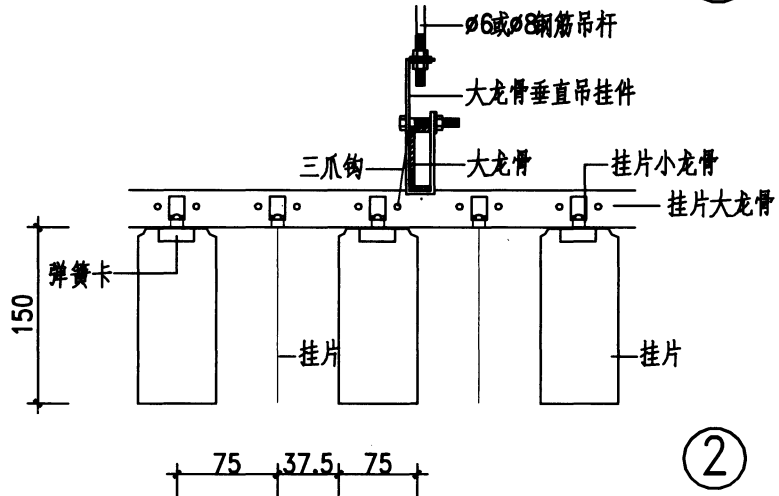 ø6或ø8钢筋吊杆
大龙骨垂直吊挂件
三爪钩
大龙骨
挂片小龙骨
挂片大龙骨
弹簧卡
150
挂片
挂片
75
37.5
75
2